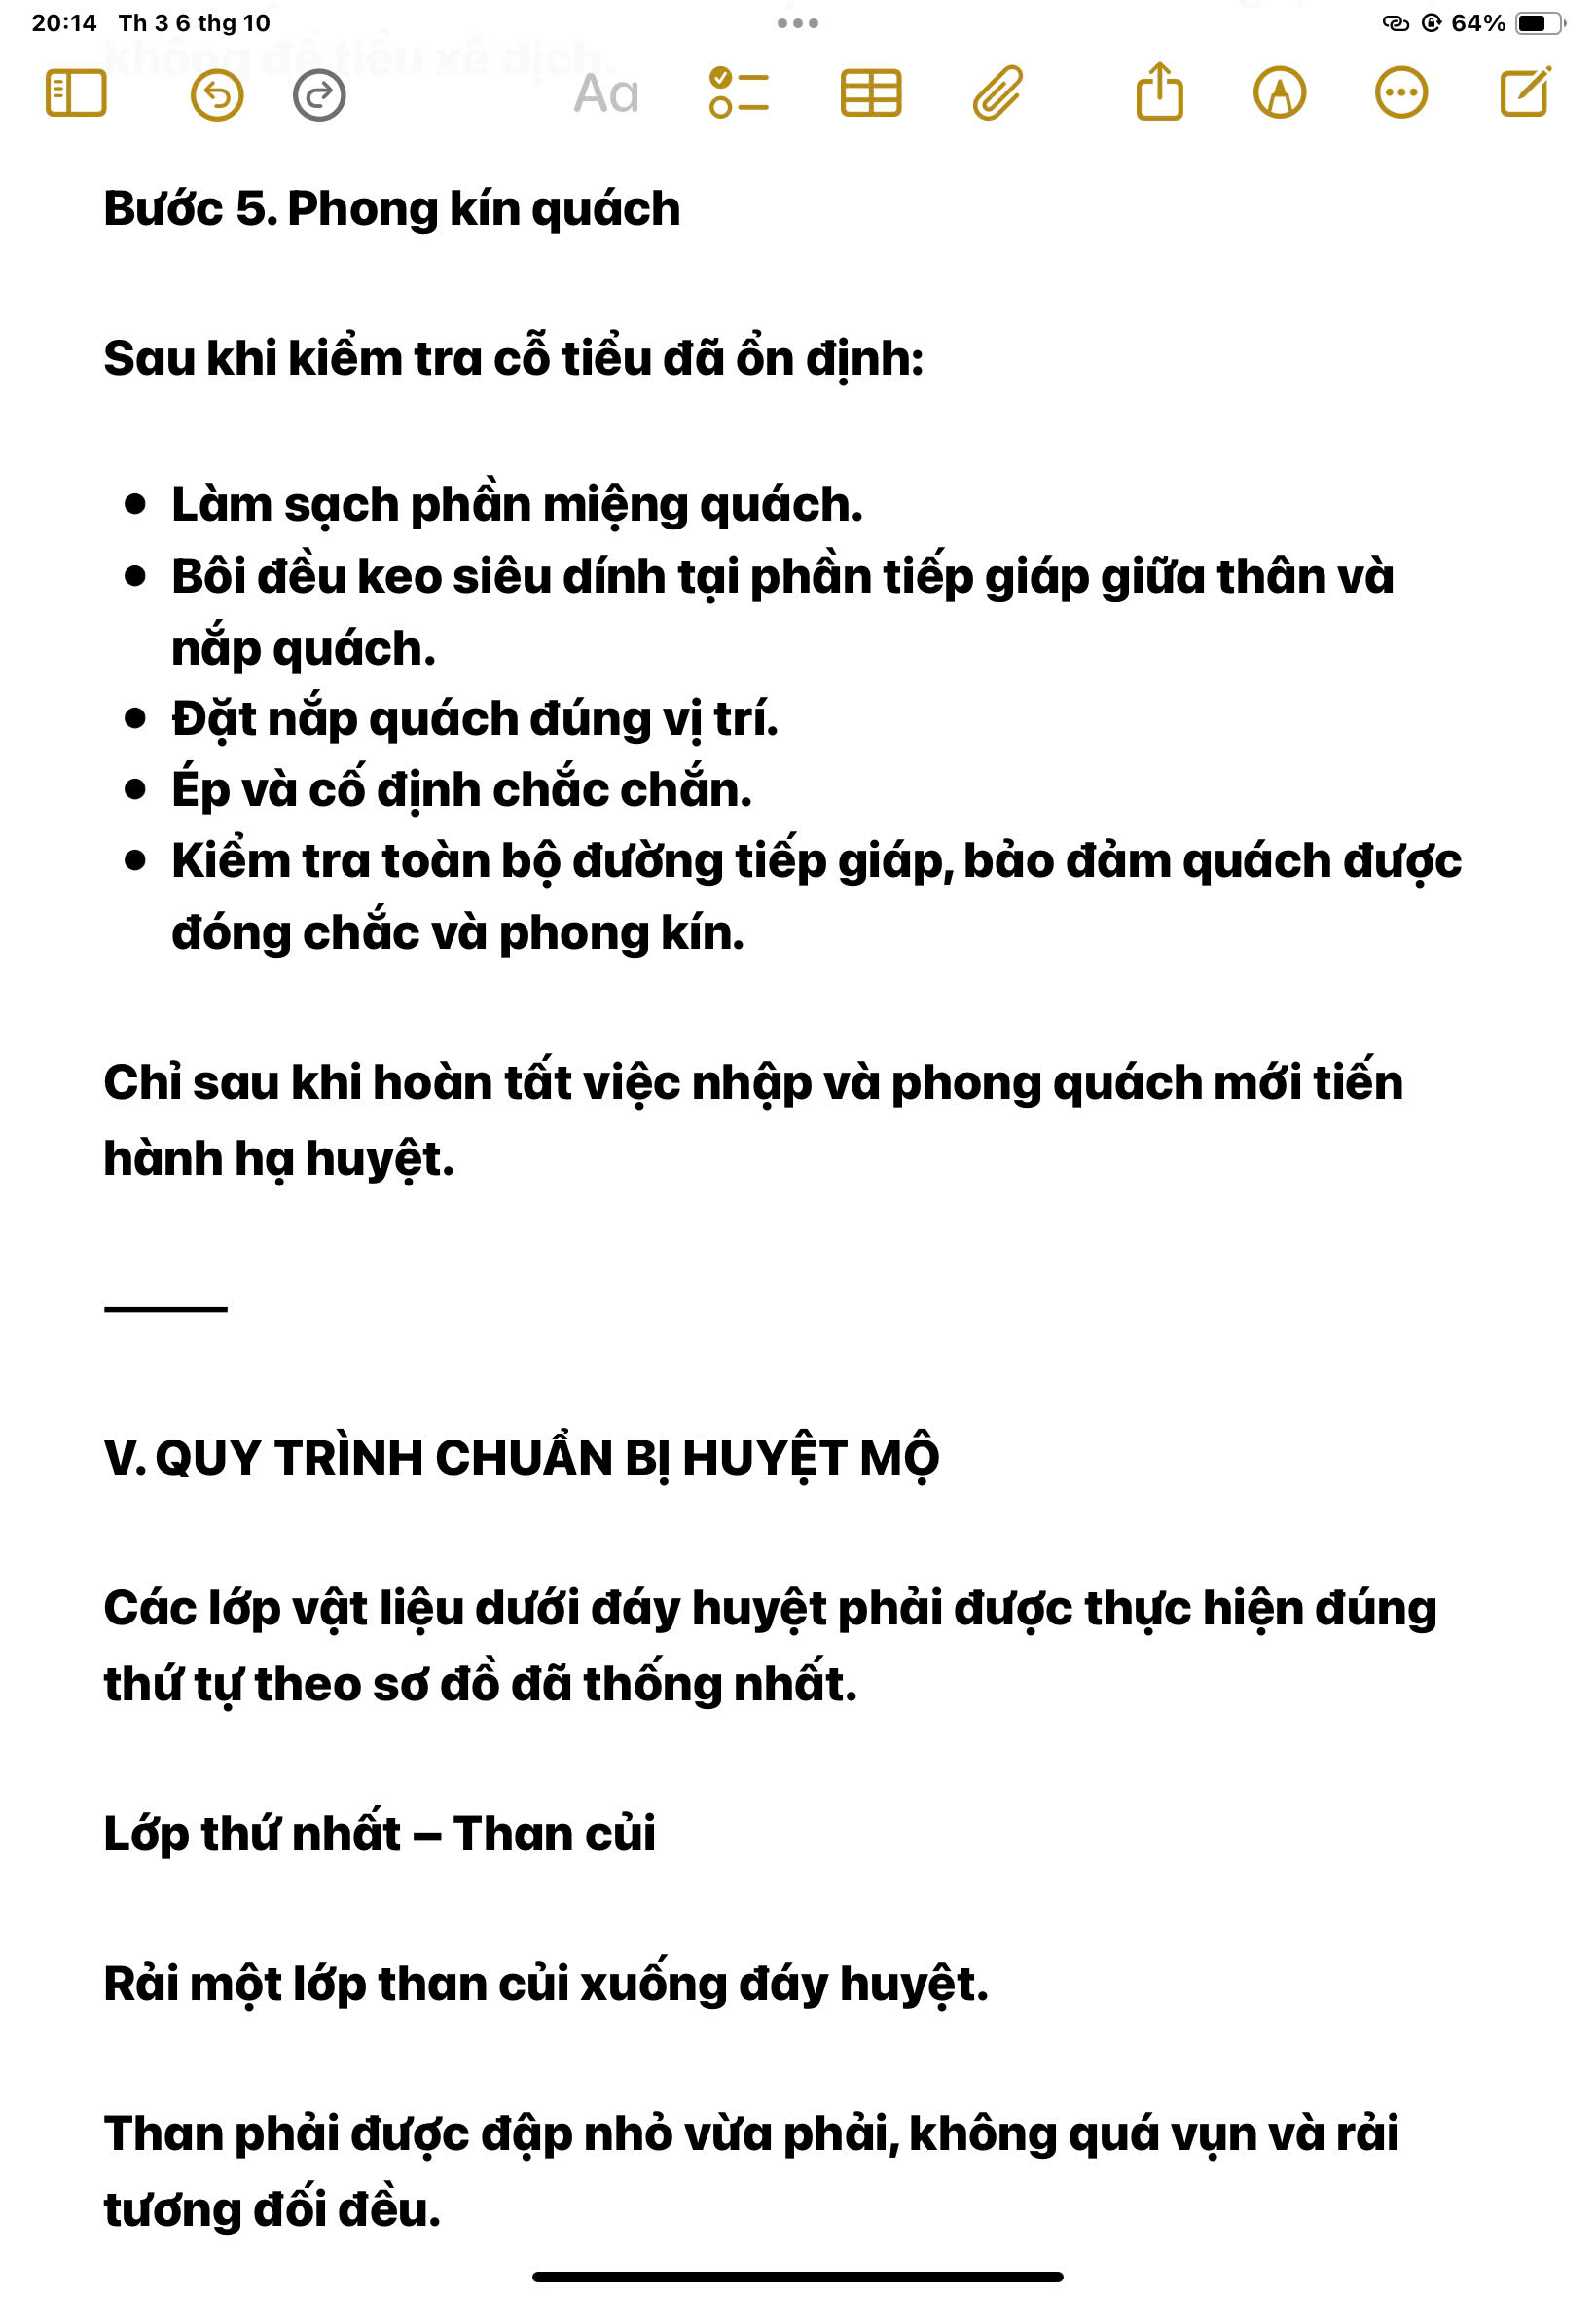 20:14 Th 3 6 thg 10
64%
không để tiểu xê dịch.
Aa
Bước 5. Phong kín quách
Sau khi kiểm tra cỗ tiểu đã ổn định:
• Làm sạch phần miệng quách.
• Bôi đều keo siêu dính tại phần tiếp giáp giữa thân và
nắp quách.
• Đặt nắp quách đúng vị trí.
• Ép và cố định chắc chắn.
• Kiểm tra toàn bộ đường tiếp giáp, bảo đảm quách được
đóng chắc và phong kín.
Chỉ sau khi hoàn tất việc nhập và phong quách mới tiến
hành hạ huyệt.
V. QUY TRÌNH CHUẨN BỊ HUYỆT MỘ
Các lớp vật liệu dưới đáy huyệt phải được thực hiện đúng
thứ tự theo sơ đồ đã thống nhất.
Lớp thứ nhất – Than củi
Rải một lớp than củi xuống đáy huyệt.
Than phải được đập nhỏ vừa phải, không quá vụn và rải
tương đối đều.